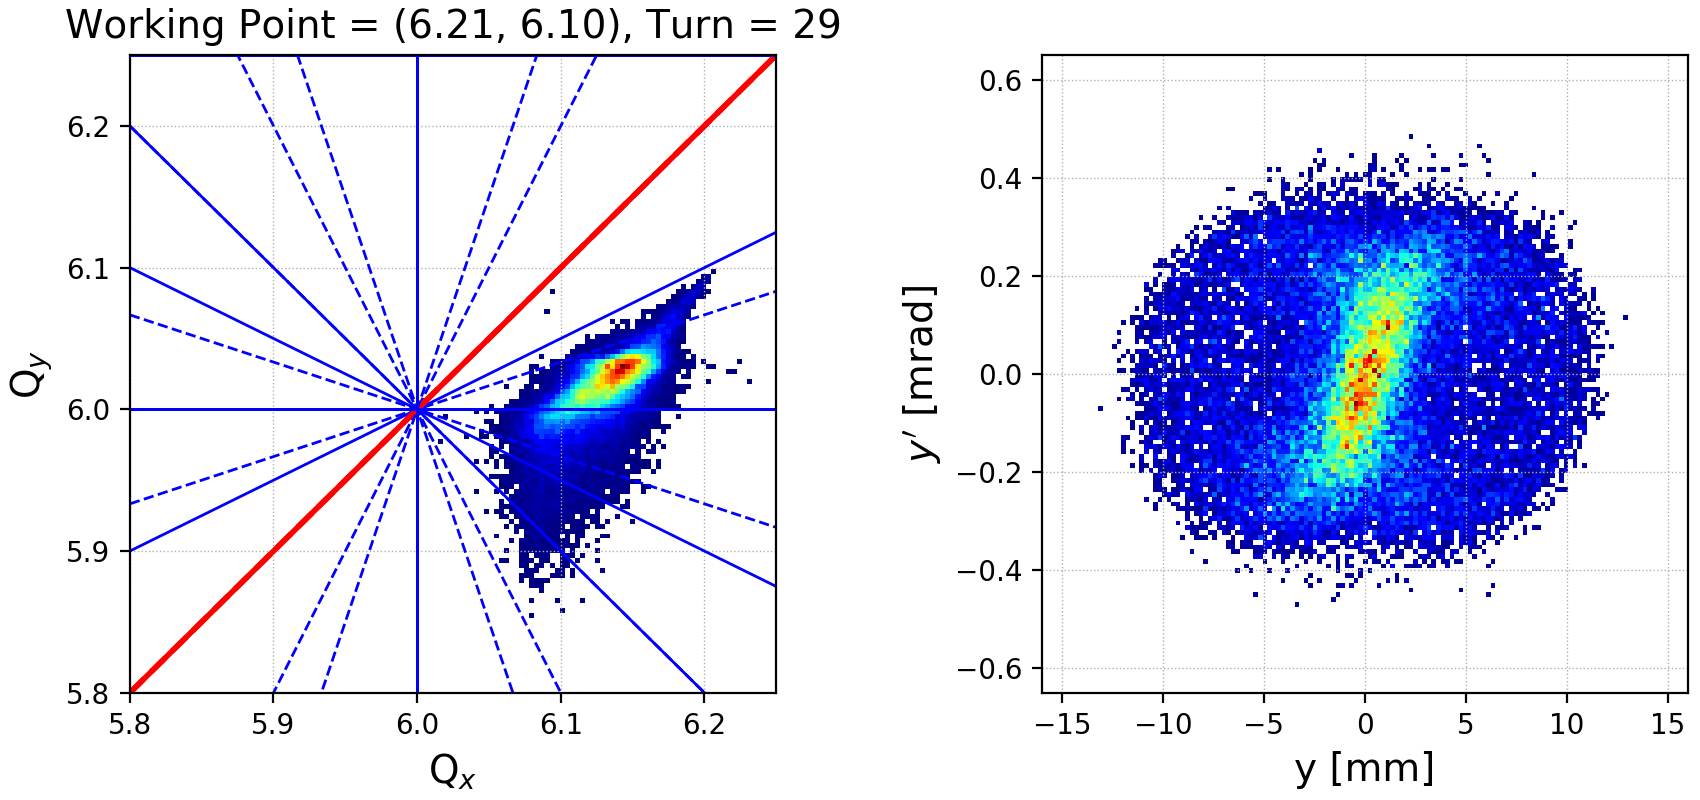 Working Point = (6.21, 6.10), Turn = 29
6.2
6.1
6.0
5.9
5.8
Q_y
5.8 5.9 6.0 6.1 6.2
Q_x
0.6
0.4
0.2
0.0
−0.2
−0.4
−0.6
y′ [mrad]
−15 −10 −5 0 5 10 15
y [mm]